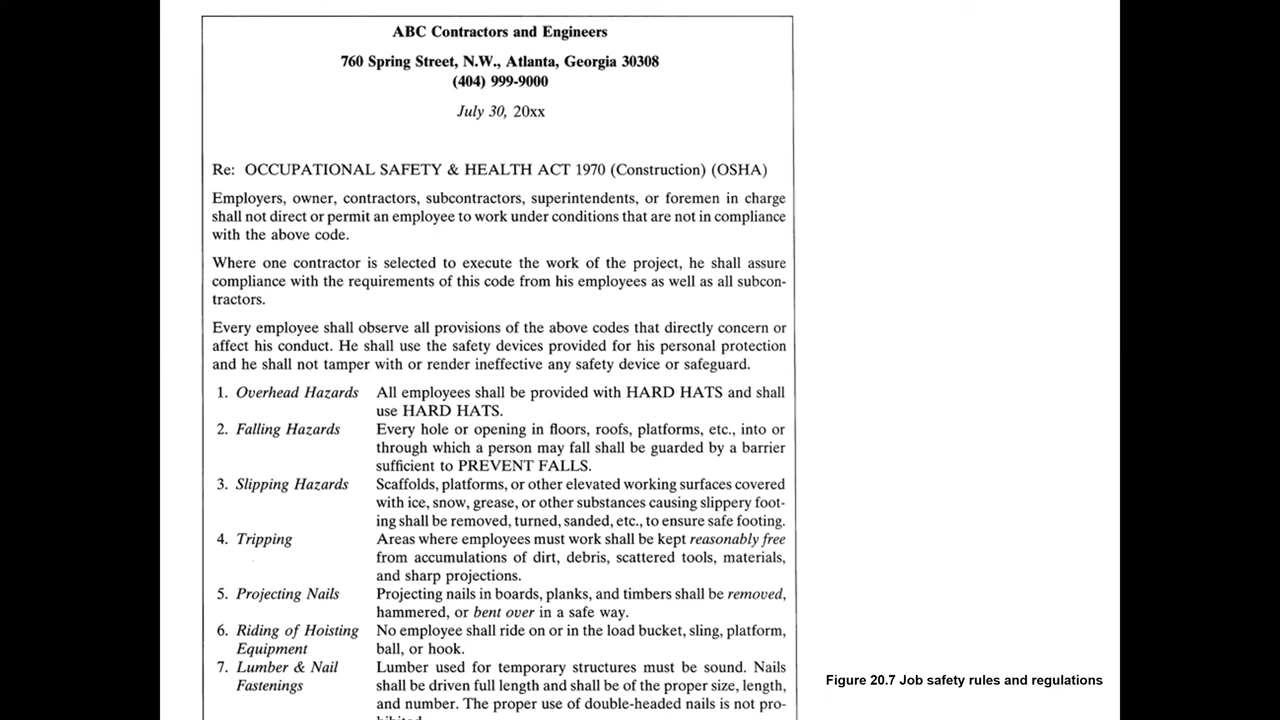 ABC Contractors and Engineers
760 Spring Street, N.W., Atlanta, Georgia 30308
(404) 999-9000
July 30, 20xx
Re: OCCUPATIONAL SAFETY & HEALTH ACT 1970 (Construction) (OSHA)
Employers, owner, contractors, subcontractors, superintendents, or foremen in charge
shall not direct or permit an employee to work under conditions that are not in compliance
with the above code.
Where one contractor is selected to execute the work of the project, he shall assure
compliance with the requirements of this code from his employees as well as all subcon-
tractors.
Every employee shall observe all provisions of the above codes that directly concern or
affect his conduct. He shall use the safety devices provided for his personal protection
and he shall not tamper with or render ineffective any safety device or safeguard.
1. Overhead Hazards All employees shall be provided with HARD HATS and shall
use HARD HATS.
2. Falling Hazards Every hole or opening in floors, roofs, platforms, etc., into or
through which a person may fall shall be guarded by a barrier
sufficient to PREVENT FALLS.
3. Slipping Hazards Scaffolds, platforms, or other elevated working surfaces covered
with ice, snow, grease, or other substances causing slippery foot-
ing shall be removed, turned, sanded, etc., to ensure safe footing.
4. Tripping Areas where employees must work shall be kept reasonably free
from accumulations of dirt, debris, scattered tools, materials,
and sharp projections.
5. Projecting Nails Projecting nails in boards, planks, and timbers shall be removed,
hammered, or bent over in a safe way.
6. Riding of Hoisting No employee shall ride on or in the load bucket, sling, platform,
Equipment ball, or hook.
7. Lumber & Nail Lumber used for temporary structures must be sound. Nails
Fastenings shall be driven full length and shall be of the proper size, length,
and number. The proper use of double-headed nails is not pro-
Figure 20.7 Job safety rules and regulations